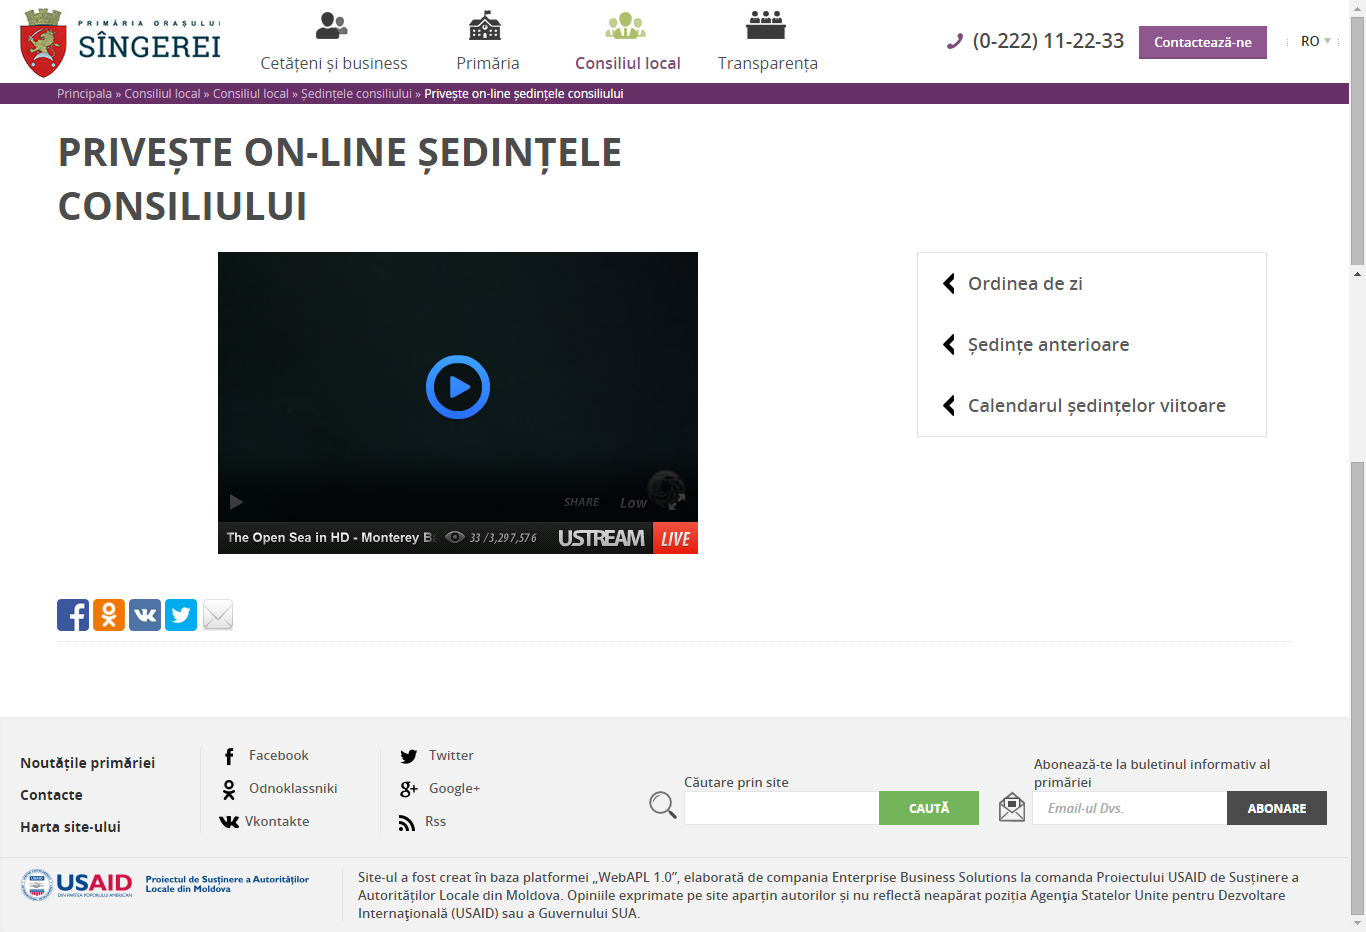 PRIMĂRIA ORAȘULUI
SÎNGEREI
Cetățeni și business
Primăria
Consiliul local
Transparența
(0-222) 11-22-33
Contactează-ne
RO
Principala » Consiliul local » Consiliul local » Ședințele consiliului » Privește on-line ședințele consiliului
PRIVEȘTE ON-LINE ȘEDINȚELE
CONSILIULUI
SHARE
Low
The Open Sea in HD - Monterey Ba
33 / 3,297,576
USTREAM
LIVE
Ordinea de zi
Ședințe anterioare
Calendarul ședințelor viitoare
Noutățile primăriei
Contacte
Harta site-ului
Facebook
Odnoklassniki
Vkontakte
Twitter
Google+
Rss
Căutare prin site
CAUTĂ
Abonează-te la buletinul informativ al
primăriei
Email-ul Dvs.
ABONARE
USAID
DIN PARTEA POPORULUI AMERICAN
Proiectul de Susținere a Autorităților
Locale din Moldova
Site-ul a fost creat în baza platformei „WebAPL 1.0”, elaborată de compania Enterprise Business Solutions la comanda Proiectului USAID de Susținere a
Autorităților Locale din Moldova. Opiniile exprimate pe site aparțin autorilor și nu reflectă neapărat poziția Agenţia Statelor Unite pentru Dezvoltare
Internaţională (USAID) sau a Guvernului SUA.